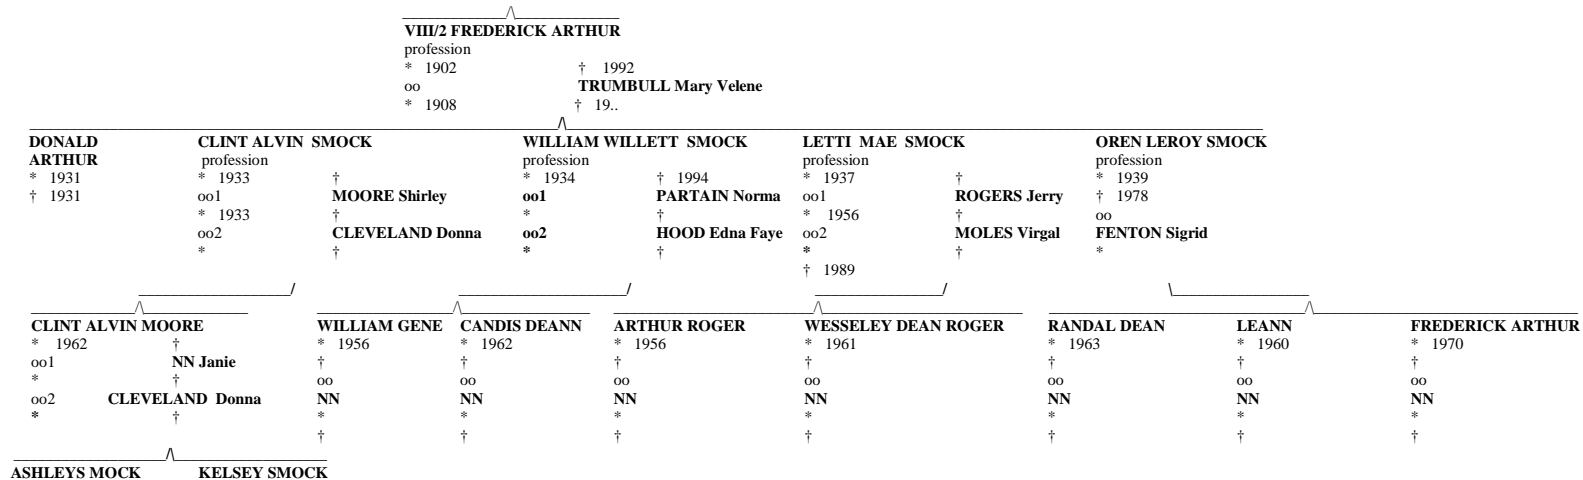 VIII/2 FREDERICK ARTHUR
profession
* 1902 † 1992
oo TRUMBULL Mary Velene
* 1908 † 19..
DONALD CLINT ALVIN SMOCK WILLIAM WILLETT SMOCK LETTI MAE SMOCK OREN LEROY SMOCK
ARTHUR profession profession profession profession
* 1931 * 1933 † * 1934 † 1994 * 1937 † * 1939
† 1931 oo1 MOORE Shirley oo1 PARTAIN Norma oo1 ROGERS Jerry † 1978
* 1933 † * † * 1956 † oo
oo2 CLEVELAND Donna oo2 HOOD Edna Faye oo2 MOLES Virgal FENTON Sigrid
* † * † * † *
† 1989
CLINT ALVIN MOORE WILLIAM GENE CANDIS DEANN ARTHUR ROGER WESSELEY DEAN ROGER RANDAL DEAN LEANN FREDERICK ARTHUR
* 1962 † * 1956 * 1962 * 1956 * 1961 * 1963 * 1960 * 1970
oo1 NN Janie † † † † † † †
* † oo oo oo oo oo oo oo
oo2 CLEVELAND Donna NN NN NN NN NN NN NN
* † * * * * * * *
† † † † † † †
ASHLEYS MOCK KELSEY SMOCK